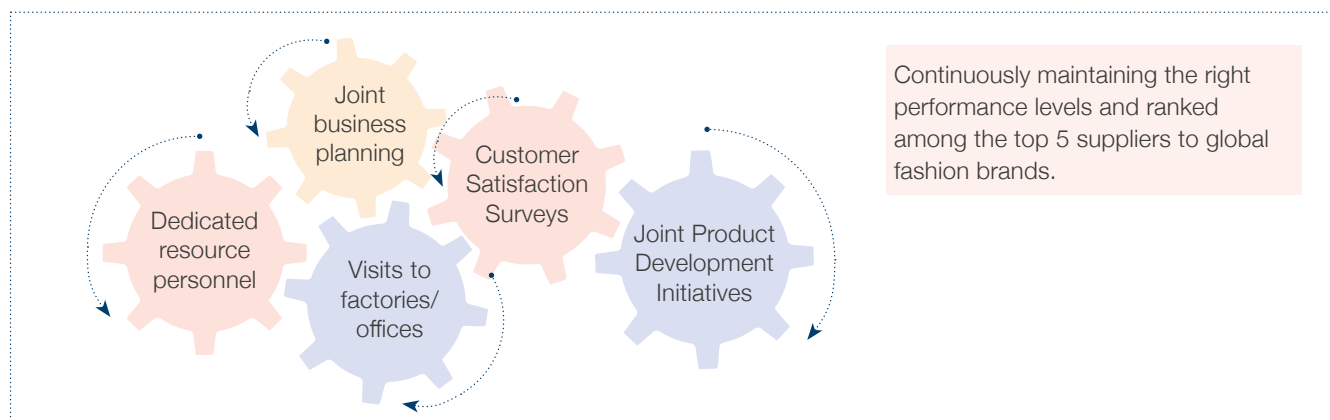 Joint
business
planning
Customer
Satisfaction
Surveys
Dedicated
resource
personnel
Visits to
factories/
offices
Joint Product
Development
Initiatives
Continuously maintaining the right
performance levels and ranked
among the top 5 suppliers to global
fashion brands.